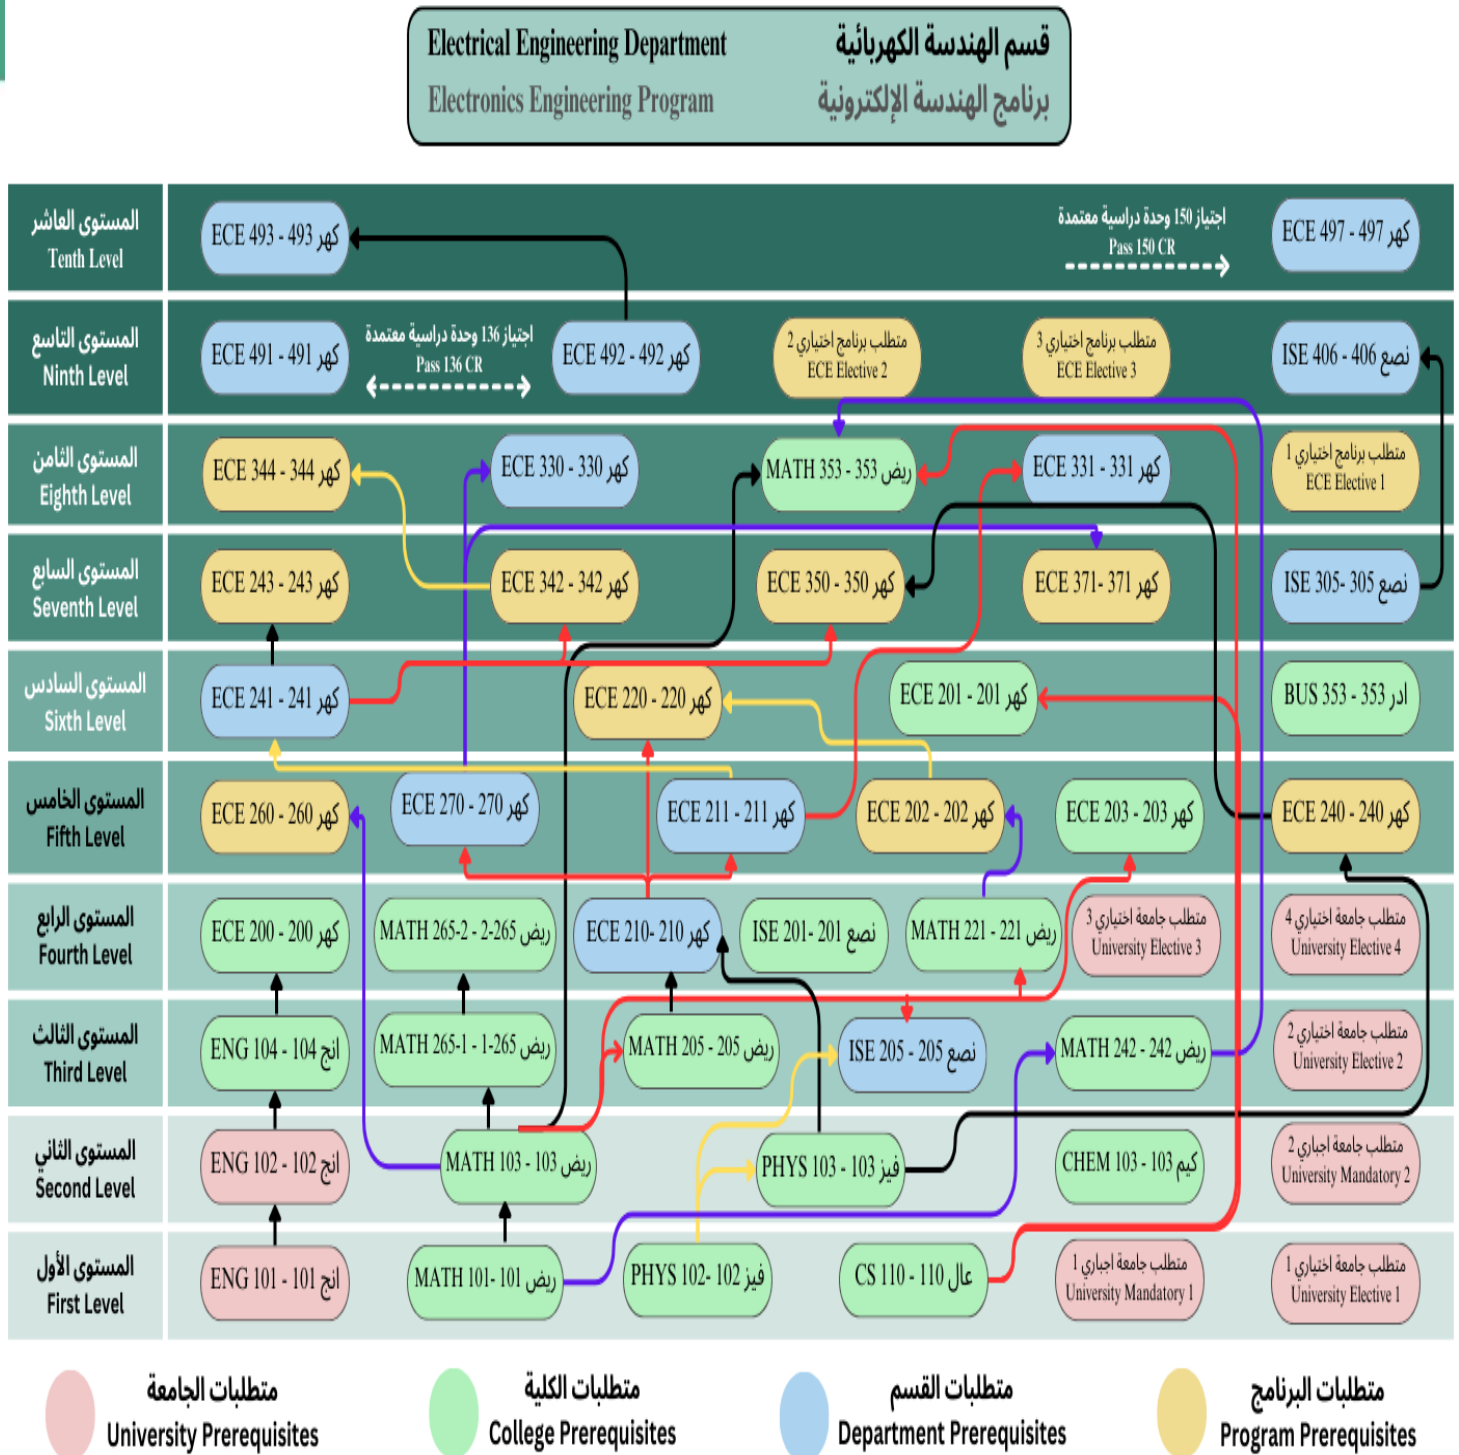 Electrical Engineering Department
قسم الهندسة الكهربائية
Electronics Engineering Program
برنامج الهندسة الإلكترونية
المستوى العاشر
Tenth Level
ECE 493 - 493 كهر
اجتياز 150 وحدة دراسية معتمدة
Pass 150 CR
ECE 497 - 497 كهر
المستوى التاسع
Ninth Level
ECE 491 - 491 كهر
اجتياز 136 وحدة دراسية معتمدة
Pass 136 CR
ECE 492 - 492 كهر
متطلب برنامج اختياري 2
ECE Elective 2
متطلب برنامج اختياري 3
ECE Elective 3
ISE 406 - 406 نصع
المستوى الثامن
Eighth Level
ECE 344 - 344 كهر
ECE 330 - 330 كهر
MATH 353 - 353 ريض
ECE 331 - 331 كهر
متطلب برنامج اختياري 1
ECE Elective 1
المستوى السابع
Seventh Level
ECE 243 - 243 كهر
ECE 342 - 342 كهر
ECE 350 - 350 كهر
ECE 371- 371 كهر
ISE 305- 305 نصع
المستوى السادس
Sixth Level
ECE 241 - 241 كهر
ECE 220 - 220 كهر
ECE 201 - 201 كهر
BUS 353 - 353 ادر
المستوى الخامس
Fifth Level
ECE 260 - 260 كهر
ECE 270 - 270 كهر
ECE 211 - 211 كهر
ECE 202 - 202 كهر
ECE 203 - 203 كهر
ECE 240 - 240 كهر
المستوى الرابع
Fourth Level
ECE 200 - 200 كهر
MATH 265-2 - 2-265 ريض
ECE 210- 210 كهر
ISE 201- 201 نصع
MATH 221 - 221 ريض
متطلب جامعة اختياري 3
University Elective 3
متطلب جامعة اختياري 4
University Elective 4
المستوى الثالث
Third Level
ENG 104 - 104 انج
MATH 265-1 - 1-265 ريض
MATH 205 - 205 ريض
ISE 205 - 205 نصع
MATH 242 - 242 ريض
متطلب جامعة اختياري 2
University Elective 2
المستوى الثاني
Second Level
ENG 102 - 102 انج
MATH 103 - 103 ريض
PHYS 103 - 103 فيز
CHEM 103 - 103 كيم
متطلب جامعة اجباري 2
University Mandatory 2
المستوى الأول
First Level
ENG 101 - 101 انج
MATH 101- 101 ريض
PHYS 102- 102 فيز
CS 110 - 110 عال
متطلب جامعة اجباري 1
University Mandatory 1
متطلب جامعة اختياري 1
University Elective 1
متطلبات الجامعة
University Prerequisites
متطلبات الكلية
College Prerequisites
متطلبات القسم
Department Prerequisites
متطلبات البرنامج
Program Prerequisites